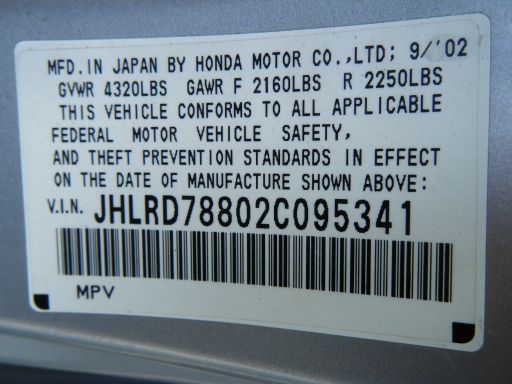 MFD. IN JAPAN BY HONDA MOTOR CO., LTD; 9/'02
GVWR 4320LBS GAWR F 2160LBS R 2250LBS
THIS VEHICLE CONFORMS TO ALL APPLICABLE
FEDERAL MOTOR VEHICLE SAFETY,
AND THEFT PREVENTION STANDARDS IN EFFECT
ON THE DATE OF MANUFACTURE SHOWN ABOVE:
V.I.N. JHLRD78802C095341
MPV